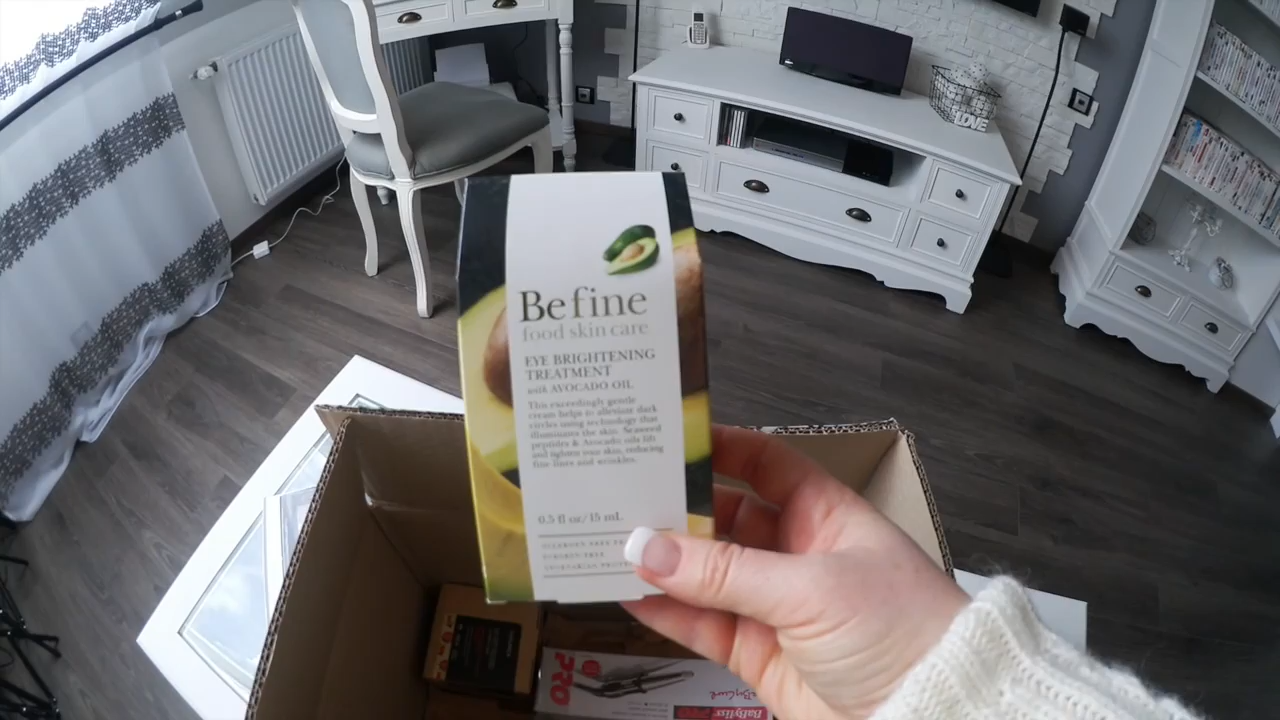 LOVE
Befine
food skin care
EYE BRIGHTENING
TREATMENT
with AVOCADO OIL
This exceedingly gentle
cream helps to alleviate dark
circles using technology that
illuminates the skin. Seaweed
peptides & Avocado oils lift
and tighten your skin, reducing
fine lines and wrinkles.
0.5 fl oz/15 mL
PRO
BaByliss